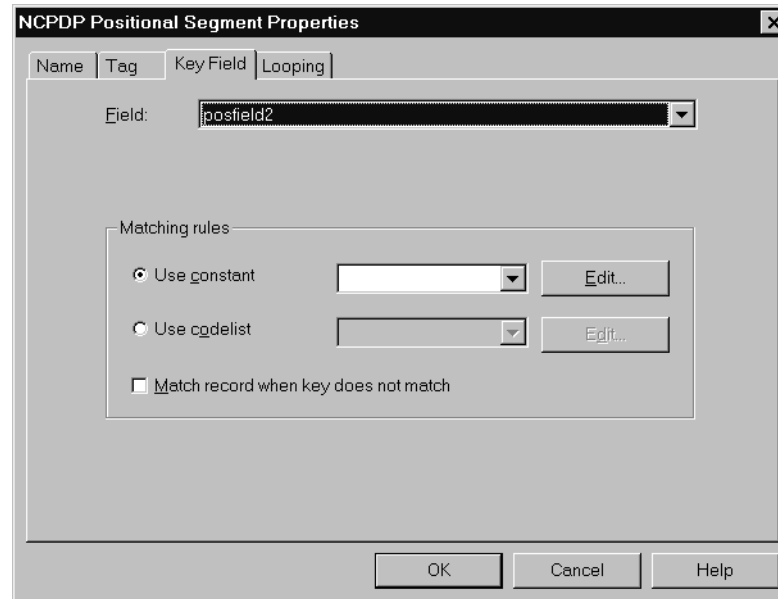 NCPDP Positional Segment Properties
Name Tag Key Field Looping
Field: posfield2
Matching rules
Use constant Edit...
Use codelist Edit...
Match record when key does not match
OK Cancel Help